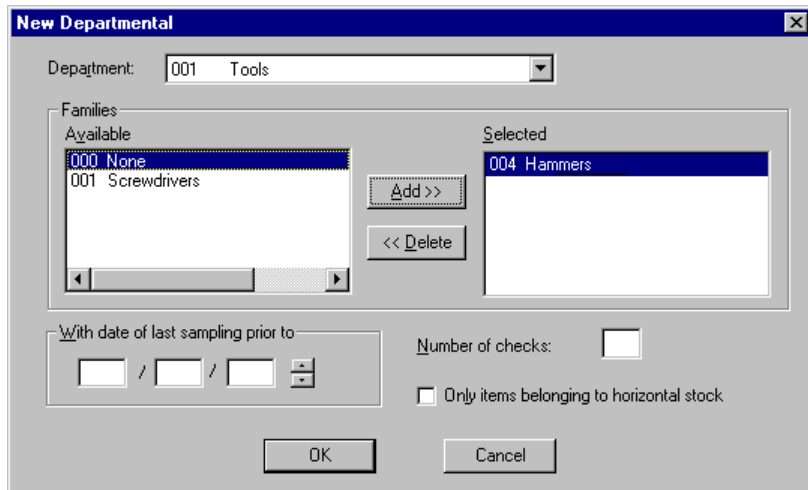 New Departmental
Department: 001 Tools
Families
Available
000 None
001 Screwdrivers
Add >>
<< Delete
Selected
004 Hammers
With date of last sampling prior to
/ /
Number of checks:
Only items belonging to horizontal stock
OK
Cancel